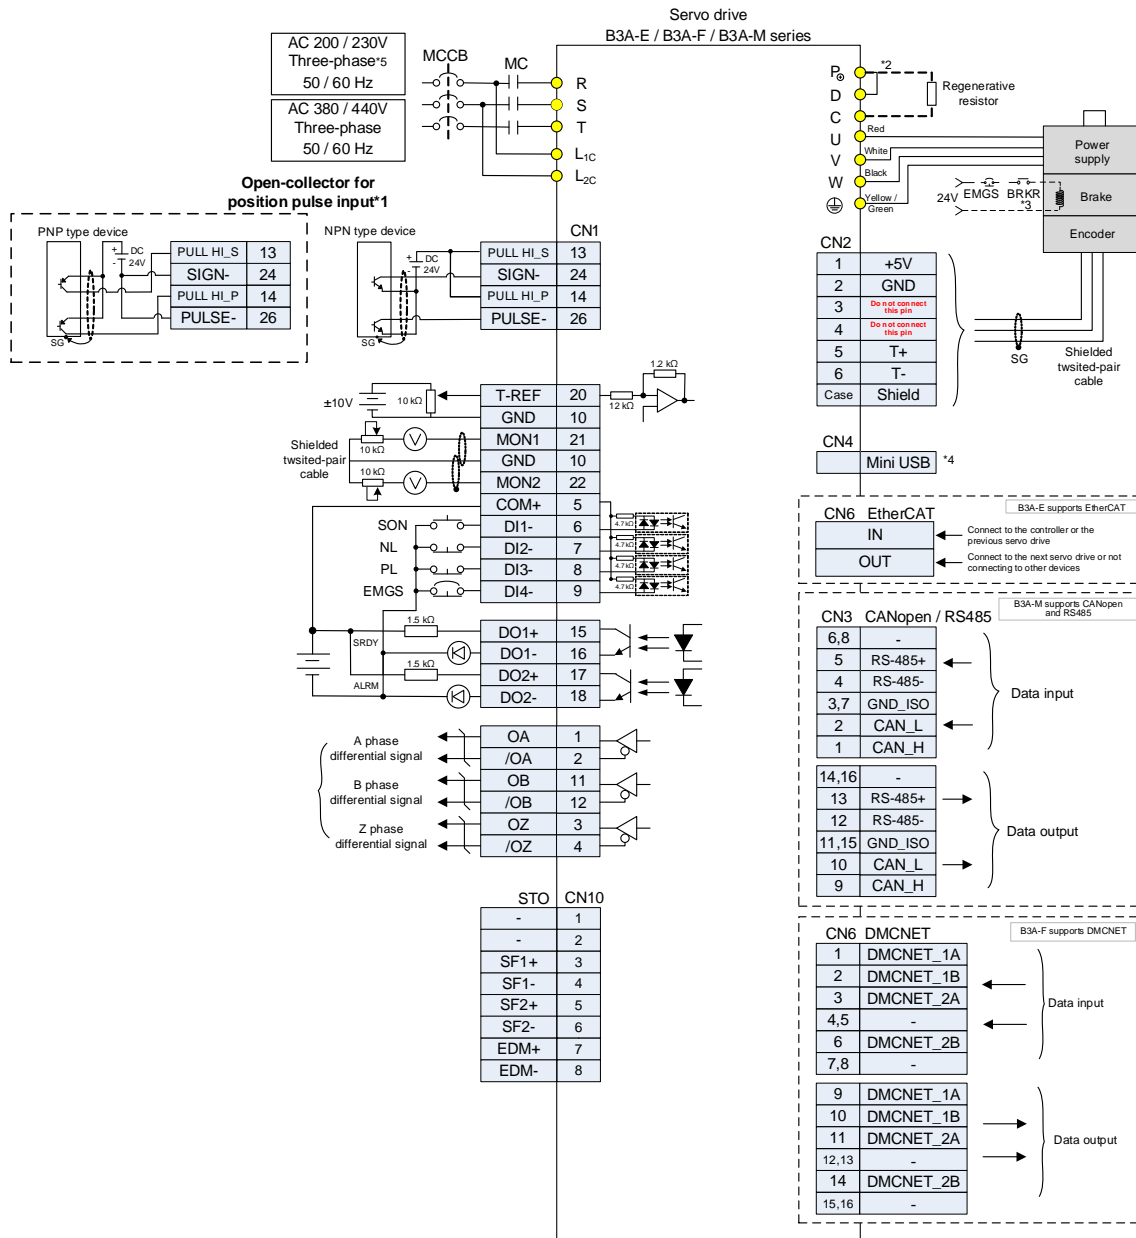 Servo drive
B3A-E / B3A-F / B3A-M series
AC 200 / 230V
Three-phase*5
50 / 60 Hz
AC 380 / 440V
Three-phase
50 / 60 Hz
MCCB
MC
R
S
T
L1C
L2C
P⊕
D
C
U
V
W
*2
Regenerative
resistor
Red
White
Black
Yellow /
Green
Power
supply
Brake
Encoder
24V
EMGS
BRKR
*3
Open-collector for
position pulse input*1
PNP type device
DC
24V
+
-
SG
PULL HI_S 13
SIGN- 24
PULL HI_P 14
PULSE- 26
NPN type device
DC
24V
+
-
SG
CN1
PULL HI_S 13
SIGN- 24
PULL HI_P 14
PULSE- 26
±10V
10 kΩ
T-REF 20
GND 10
MON1 21
GND 10
MON2 22
COM+ 5
DI1- 6
DI2- 7
DI3- 8
DI4- 9
12 kΩ
1.2 kΩ
Shielded
twsited-pair
cable
10 kΩ
V
10 kΩ
V
SON
NL
PL
EMGS
4.7kΩ
4.7kΩ
4.7kΩ
4.7kΩ
1.5 kΩ
SRDY
1.5 kΩ
ALRM
DO1+ 15
DO1- 16
DO2+ 17
DO2- 18
A phase
differential signal
B phase
differential signal
Z phase
differential signal
OA 1
/OA 2
OB 11
/OB 12
OZ 3
/OZ 4
STO CN10
- 1
- 2
SF1+ 3
SF1- 4
SF2+ 5
SF2- 6
EDM+ 7
EDM- 8
CN2
1 +5V
2 GND
3 Do not connect
this pin
4 Do not connect
this pin
5 T+
6 T-
Case Shield
SG
Shielded
twsited-pair
cable
CN4
Mini USB *4
B3A-E supports EtherCAT
CN6 EtherCAT
IN
OUT
Connect to the controller or the
previous servo drive
Connect to the next servo drive or not
connecting to other devices
B3A-M supports CANopen
and RS485
CN3 CANopen / RS485
6,8 -
5 RS-485+
4 RS-485-
3,7 GND_ISO
2 CAN_L
1 CAN_H
Data input
14,16 -
13 RS-485+
12 RS-485-
11,15 GND_ISO
10 CAN_L
9 CAN_H
Data output
B3A-F supports DMCNET
CN6 DMCNET
1 DMCNET_1A
2 DMCNET_1B
3 DMCNET_2A
4,5 -
6 DMCNET_2B
7,8 -
Data input
9 DMCNET_1A
10 DMCNET_1B
11 DMCNET_2A
12,13 -
14 DMCNET_2B
15,16 -
Data output